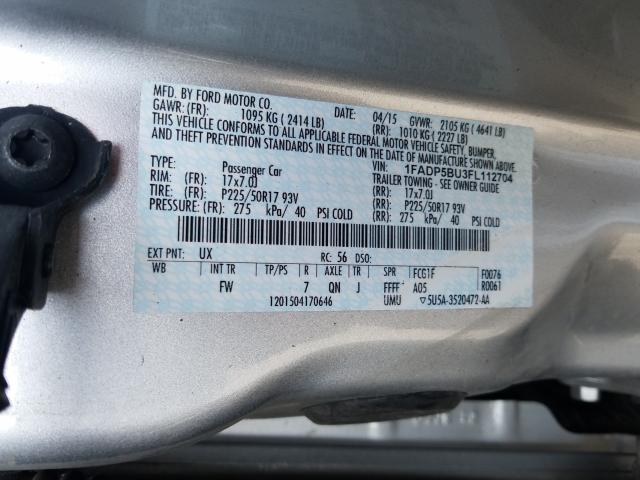 MFD. BY FORD MOTOR CO.
DATE: 04/15 GVWR: 2105 KG ( 4641 LB)
GAWR: (FR): 1095 KG ( 2414 LB) (RR): 1010 KG ( 2227 LB)
THIS VEHICLE CONFORMS TO ALL APPLICABLE FEDERAL MOTOR VEHICLE SAFETY, BUMPER,
AND THEFT PREVENTION STANDARDS IN EFFECT ON THE DATE OF MANUFACTURE SHOWN ABOVE.
VIN: 1FADP5BU3FL112704
TYPE: Passenger Car TRAILER TOWING - SEE OWNER GUIDE
RIM: (FR): 17x7.0J (RR): 17x7.0J
TIRE: (FR): P225/50R17 93V (RR): P225/50R17 93V
PRESSURE: (FR): 275 kPa/ 40 PSI COLD (RR): 275 kPa/ 40 PSI COLD
EXT PNT: UX RC: 56 DSO:
WB INT TR TP/PS R AXLE TR SPR FCG1F F0076
FW 7 QN J FFFF A05 R0061
1201504170646 UMU ▽5U5A-3520472-AA